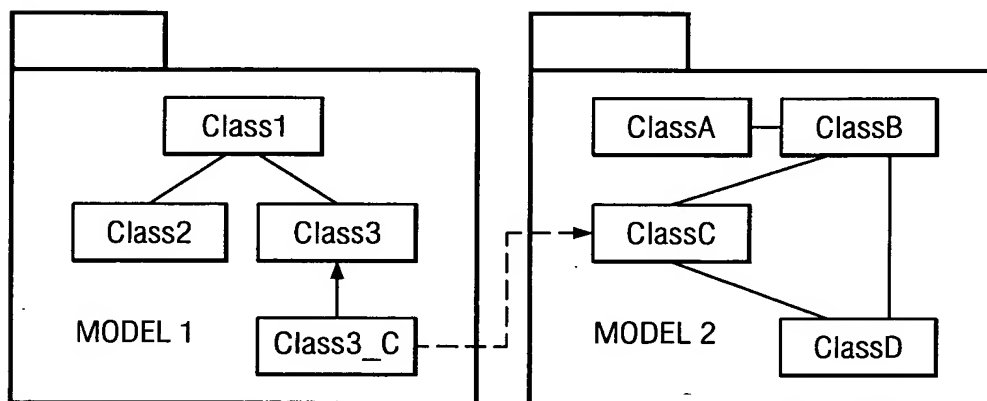 Class1
Class2
Class3
MODEL 1
Class3_C
ClassA
ClassB
ClassC
MODEL 2
ClassD